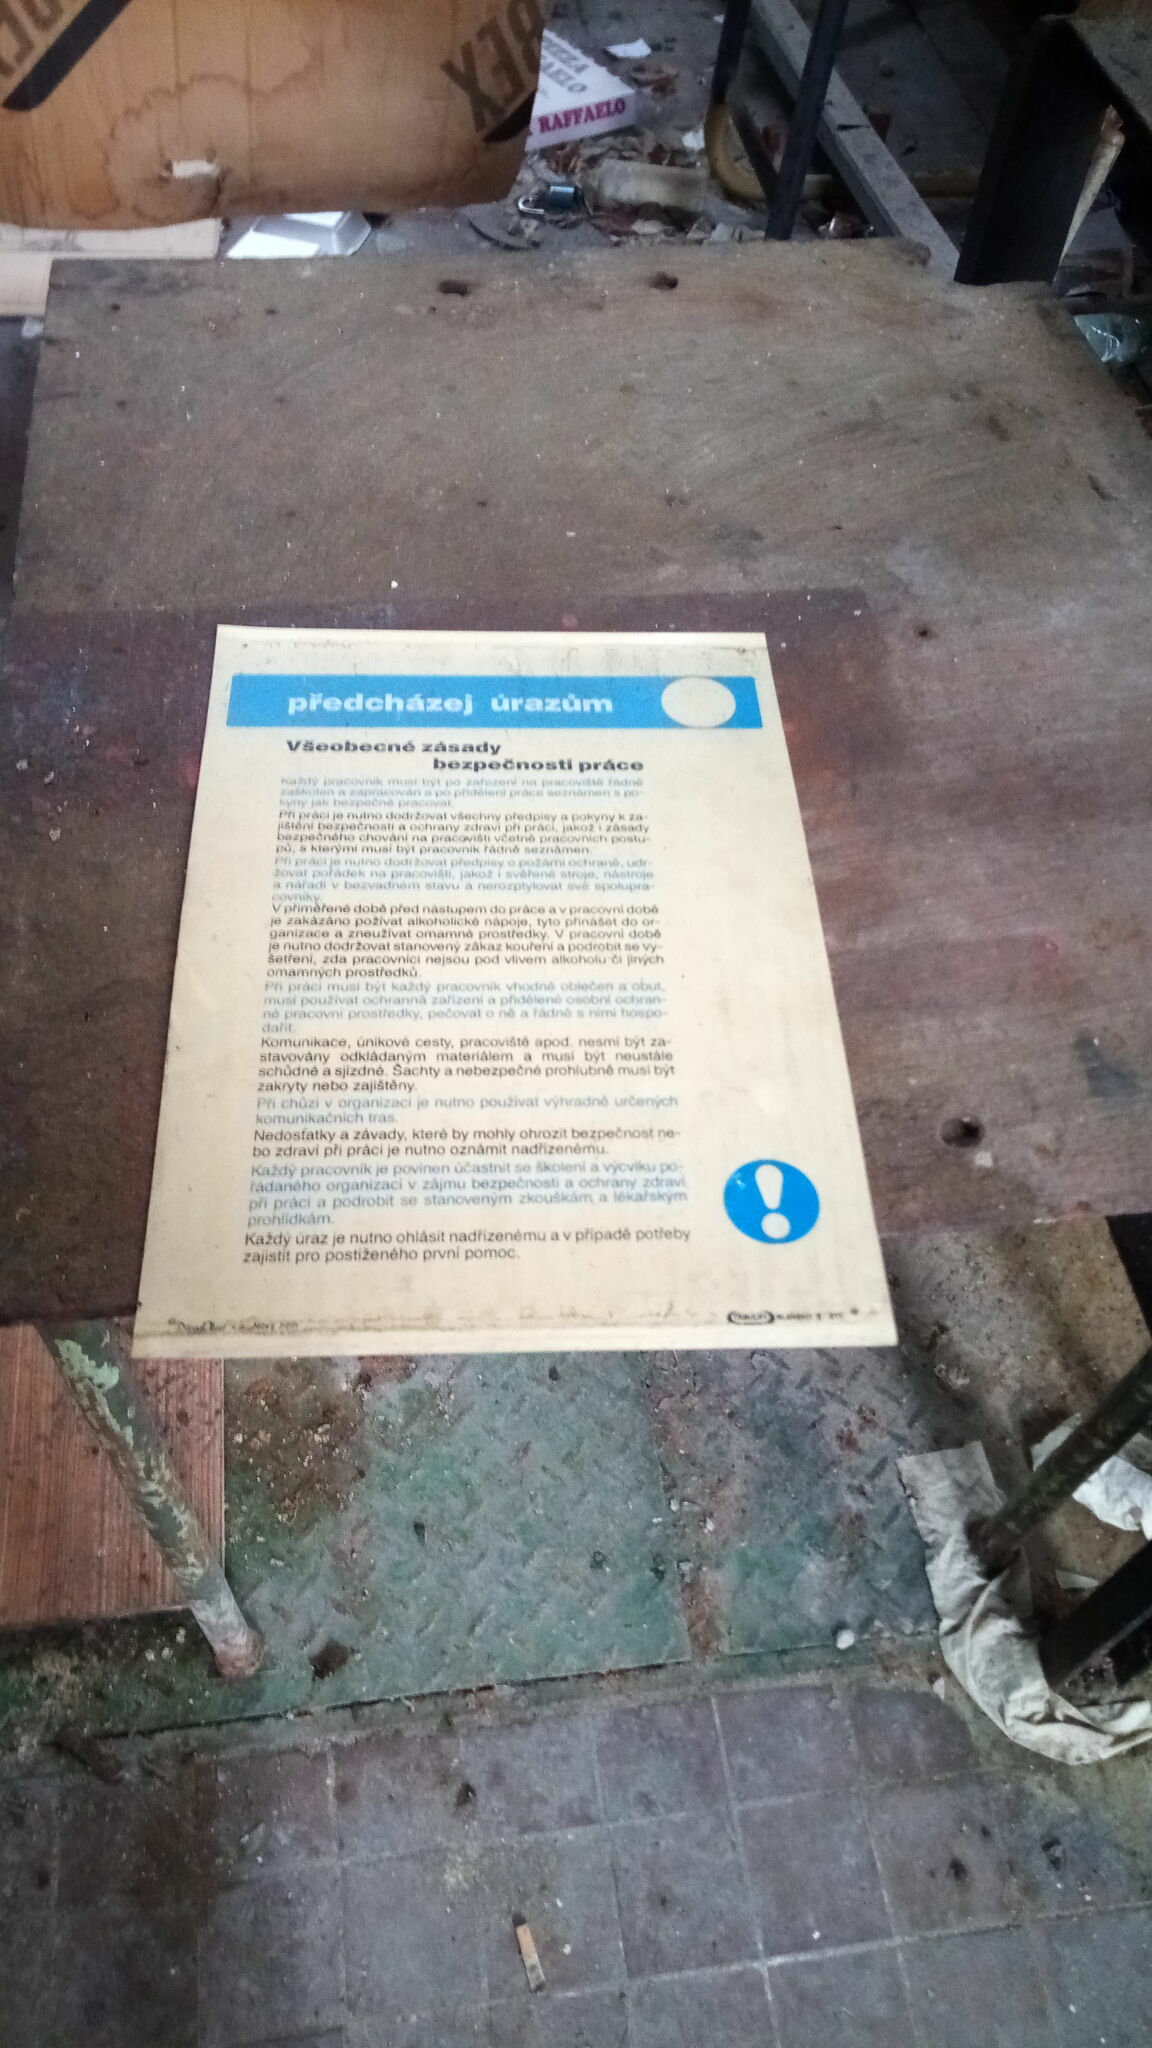 BEX
RAFFAELO
předcházej úrazům
Všeobecné zásady
bezpečnosti práce
Každý pracovník musí být po zařazení na pracoviště řádně
zaškolen a zapracován a po přidělení práce seznámen s po-
kyny jak bezpečně pracovat.
Při práci je nutno dodržovat všechny předpisy a pokyny k za-
jištění bezpečnosti a ochrany zdraví při práci, jakož i zásady
bezpečného chování na pracovišti včetně pracovních postu-
pů, s kterými musí být pracovník řádně seznámen.
Při práci je nutno dodržovat předpisy o požární ochraně, udr-
žovat pořádek na pracovišti, jakož i svěřené stroje, nástroje
a nářadí v bezvadném stavu a nerozptylovat své spolupra-
covníky.
V přiměřené době před nástupem do práce a v pracovní době
je zakázáno požívat alkoholické nápoje, tyto přinášet do or-
ganizace a zneužívat omamné prostředky. V pracovní době
je nutno dodržovat stanovený zákaz kouření a podrobit se vy-
šetření, zda pracovníci nejsou pod vlivem alkoholu či jiných
omamných prostředků.
Při práci musí být každý pracovník vhodně oblečen a obut,
musí používat ochranná zařízení a přidělené osobní ochran-
né pracovní prostředky, pečovat o ně a řádně s nimi hospo-
dařit.
Komunikace, únikové cesty, pracoviště apod. nesmí být za-
stavovány odkládaným materiálem a musí být neustále
schůdné a sjízdné. Šachty a nebezpečné prohlubně musí být
zakryty nebo zajištěny.
Při chůzi v organizaci je nutno používat výhradně určených
komunikačních tras.
Nedostatky a závady, které by mohly ohrozit bezpečnost ne-
bo zdraví při práci je nutno oznámit nadřízenému.
Každý pracovník je povinen účastnit se školení a výcviku po-
řádaného organizací v zájmu bezpečnosti a ochrany zdraví
při práci a podrobit se stanoveným zkouškám a lékařským
prohlídkám.
Každý úraz je nutno ohlásit nadřízenému a v případě potřeby
zajistit pro postiženého první pomoc.